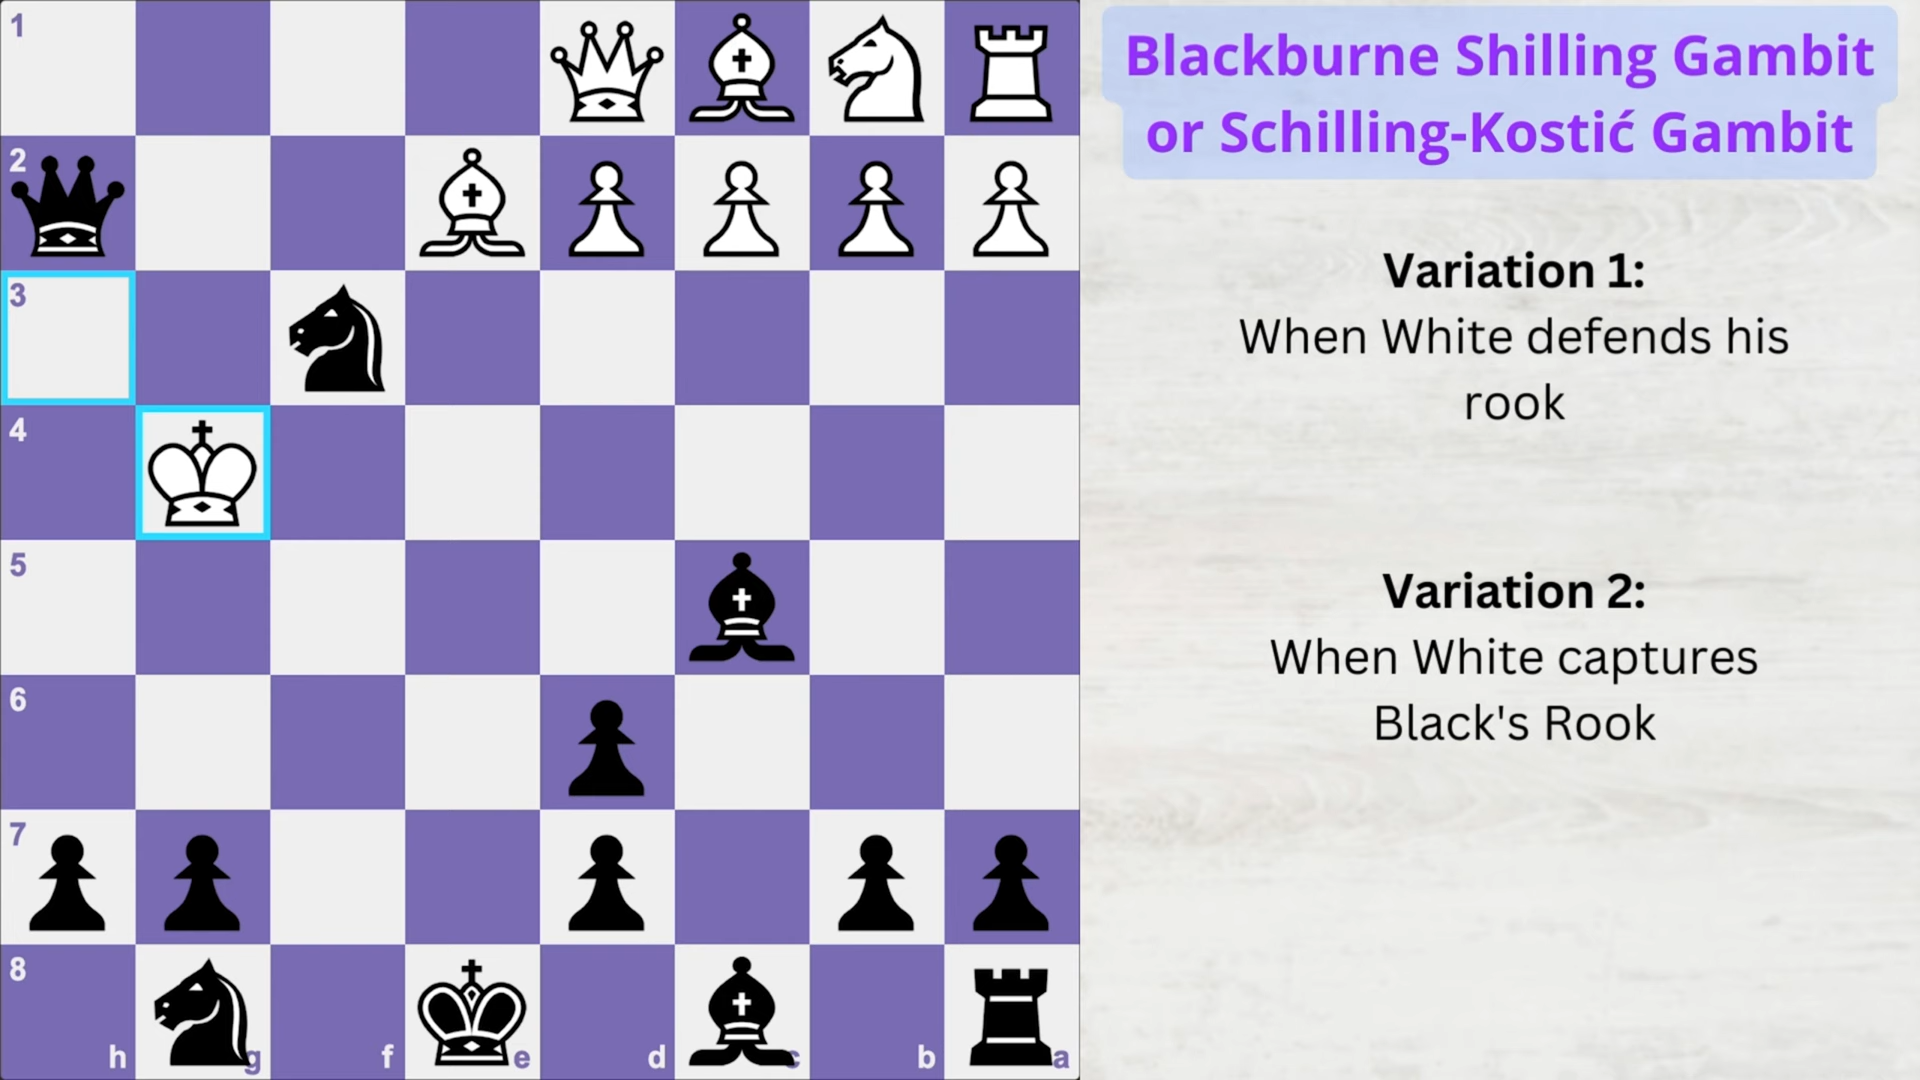 Blackburne Shilling Gambit
or Schilling-Kostić Gambit
Variation 1:
When White defends his
rook
Variation 2:
When White captures
Black's Rook
1
2
3
4
5
6
7
8
h g f e d c b a